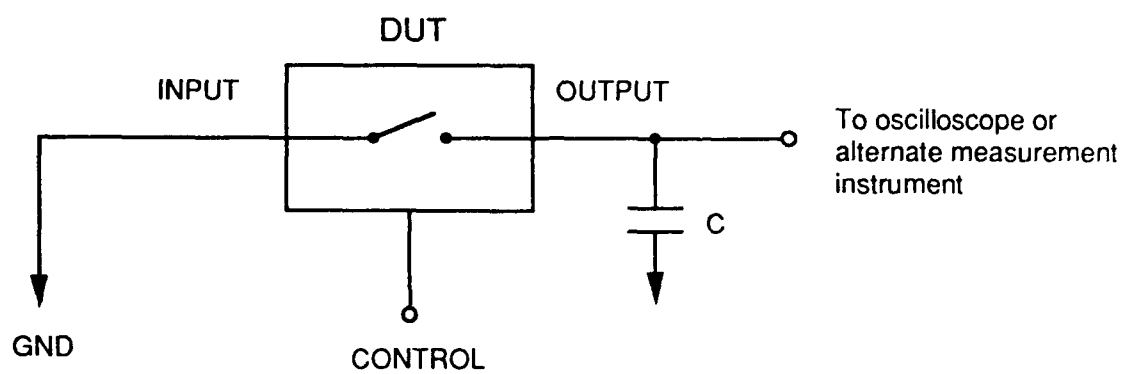 DUT
INPUT
OUTPUT
To oscilloscope or
alternate measurement
instrument
C
GND
CONTROL